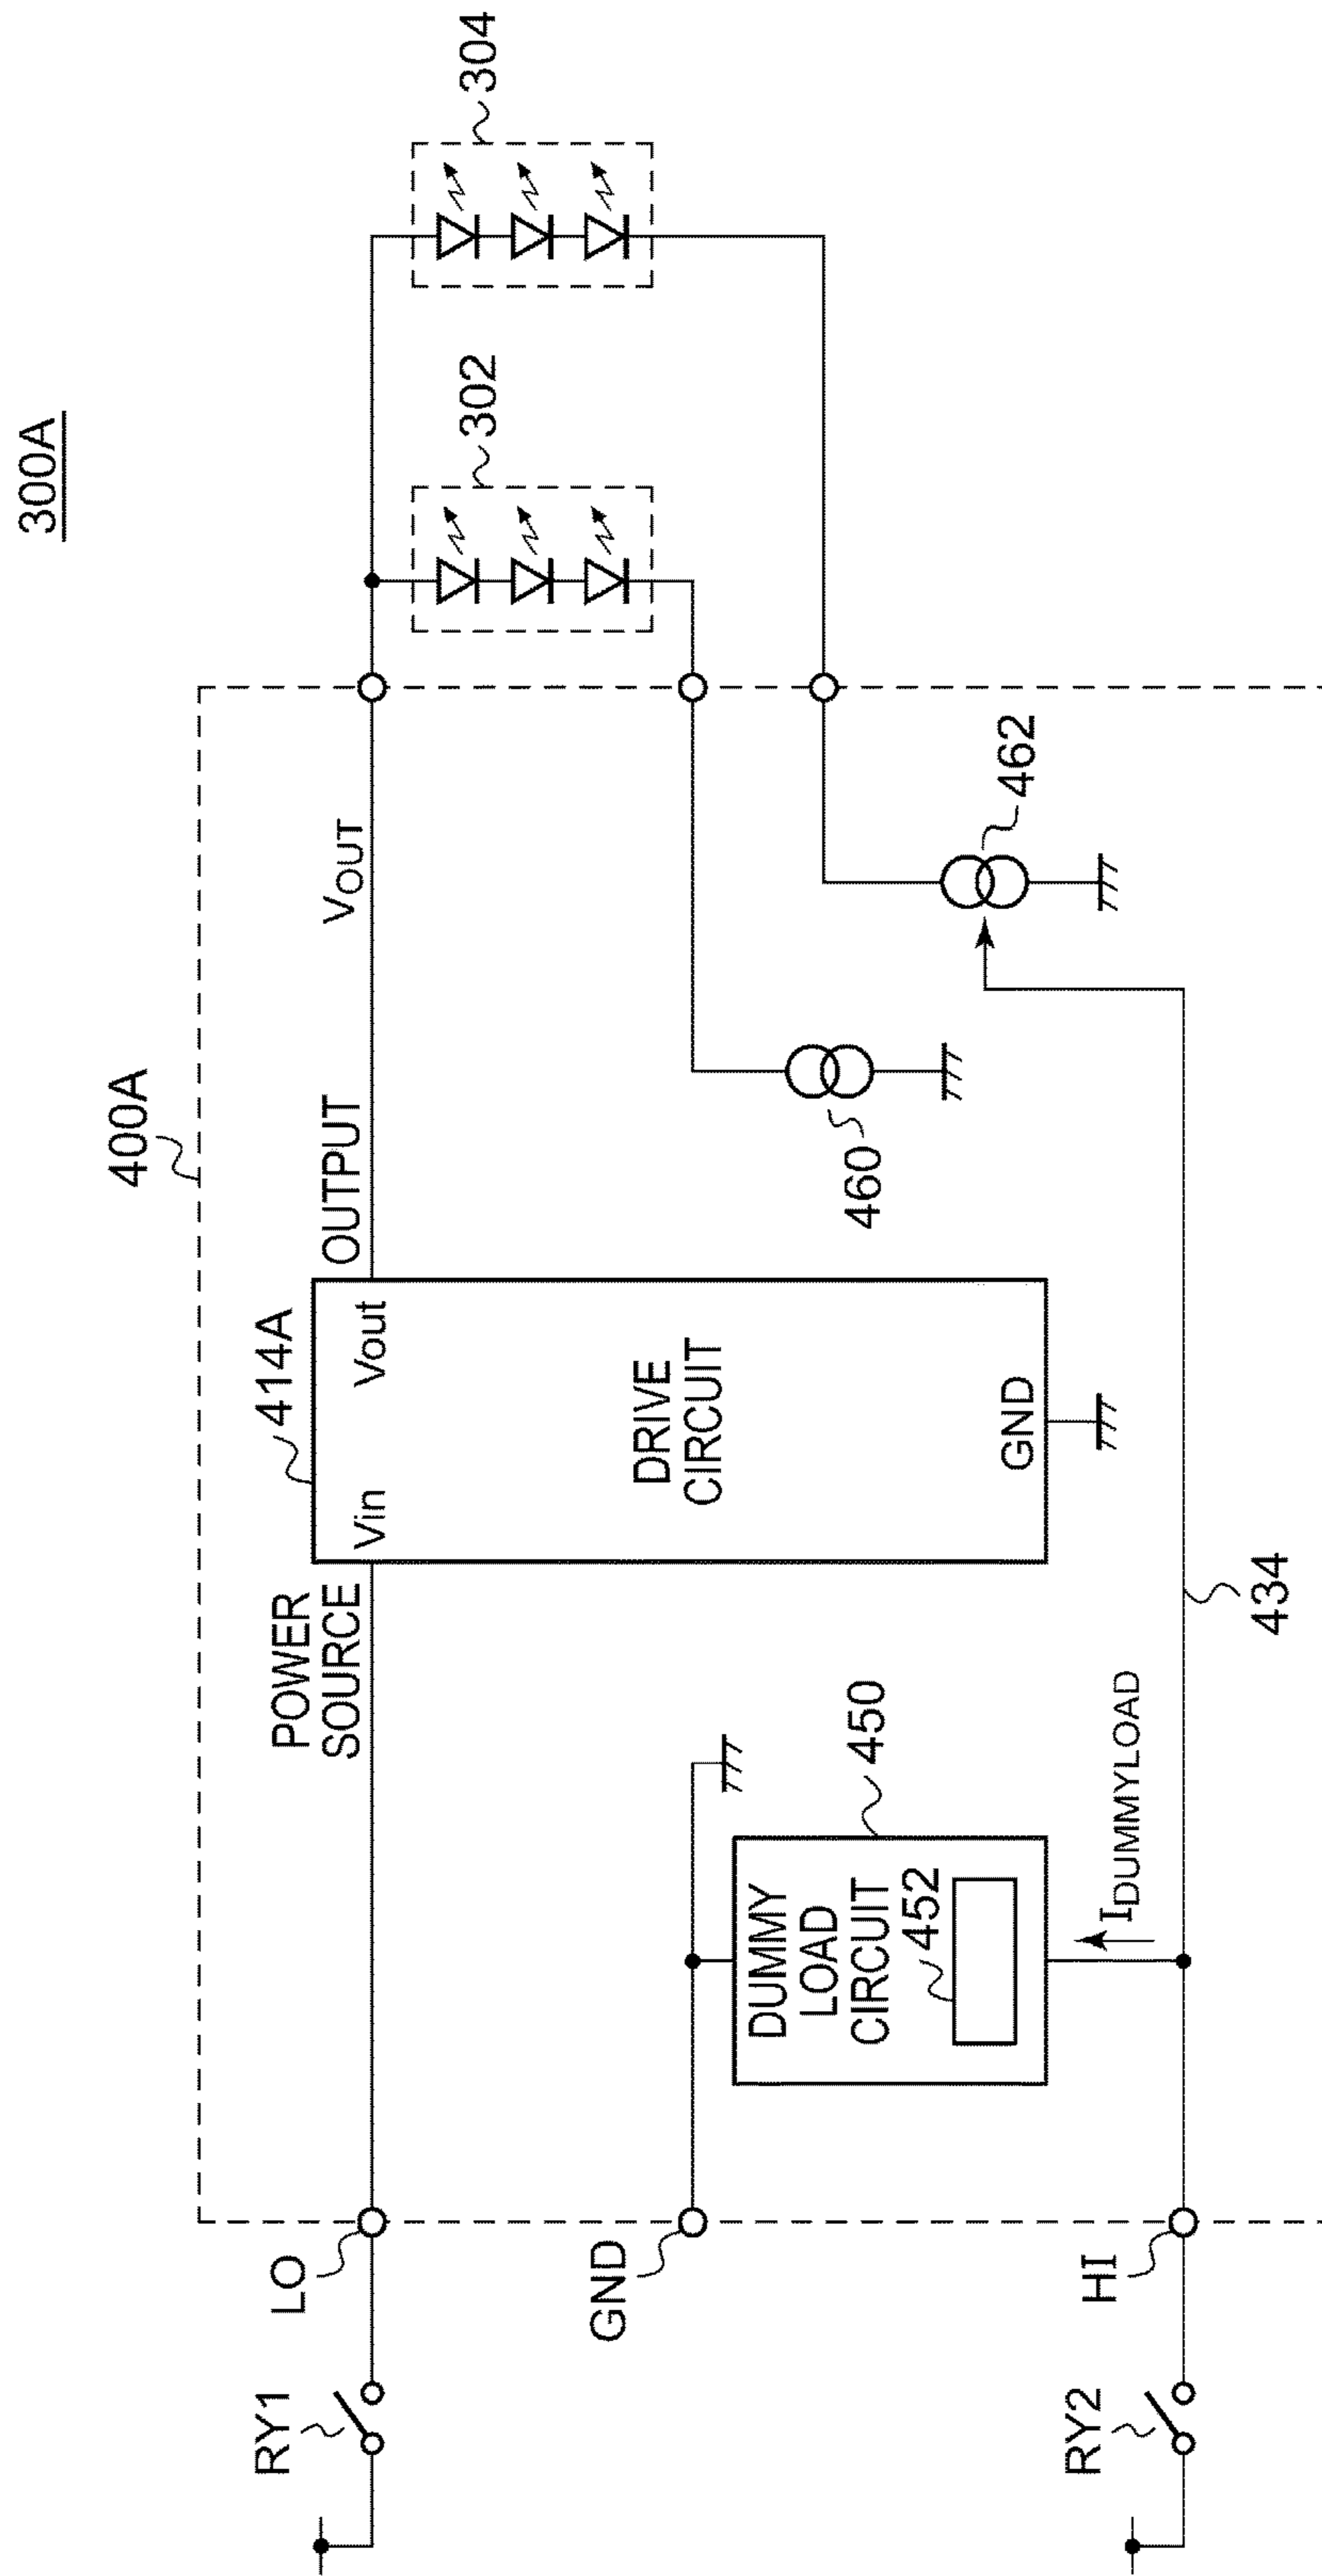 300A
400A
RY1
LO
POWER
SOURCE
414A
Vin
Vout
DRIVE
CIRCUIT
GND
OUTPUT
VOUT
302
304
GND
DUMMY
LOAD
CIRCUIT
452
450
IDUMMYLOAD
460
462
RY2
HI
434